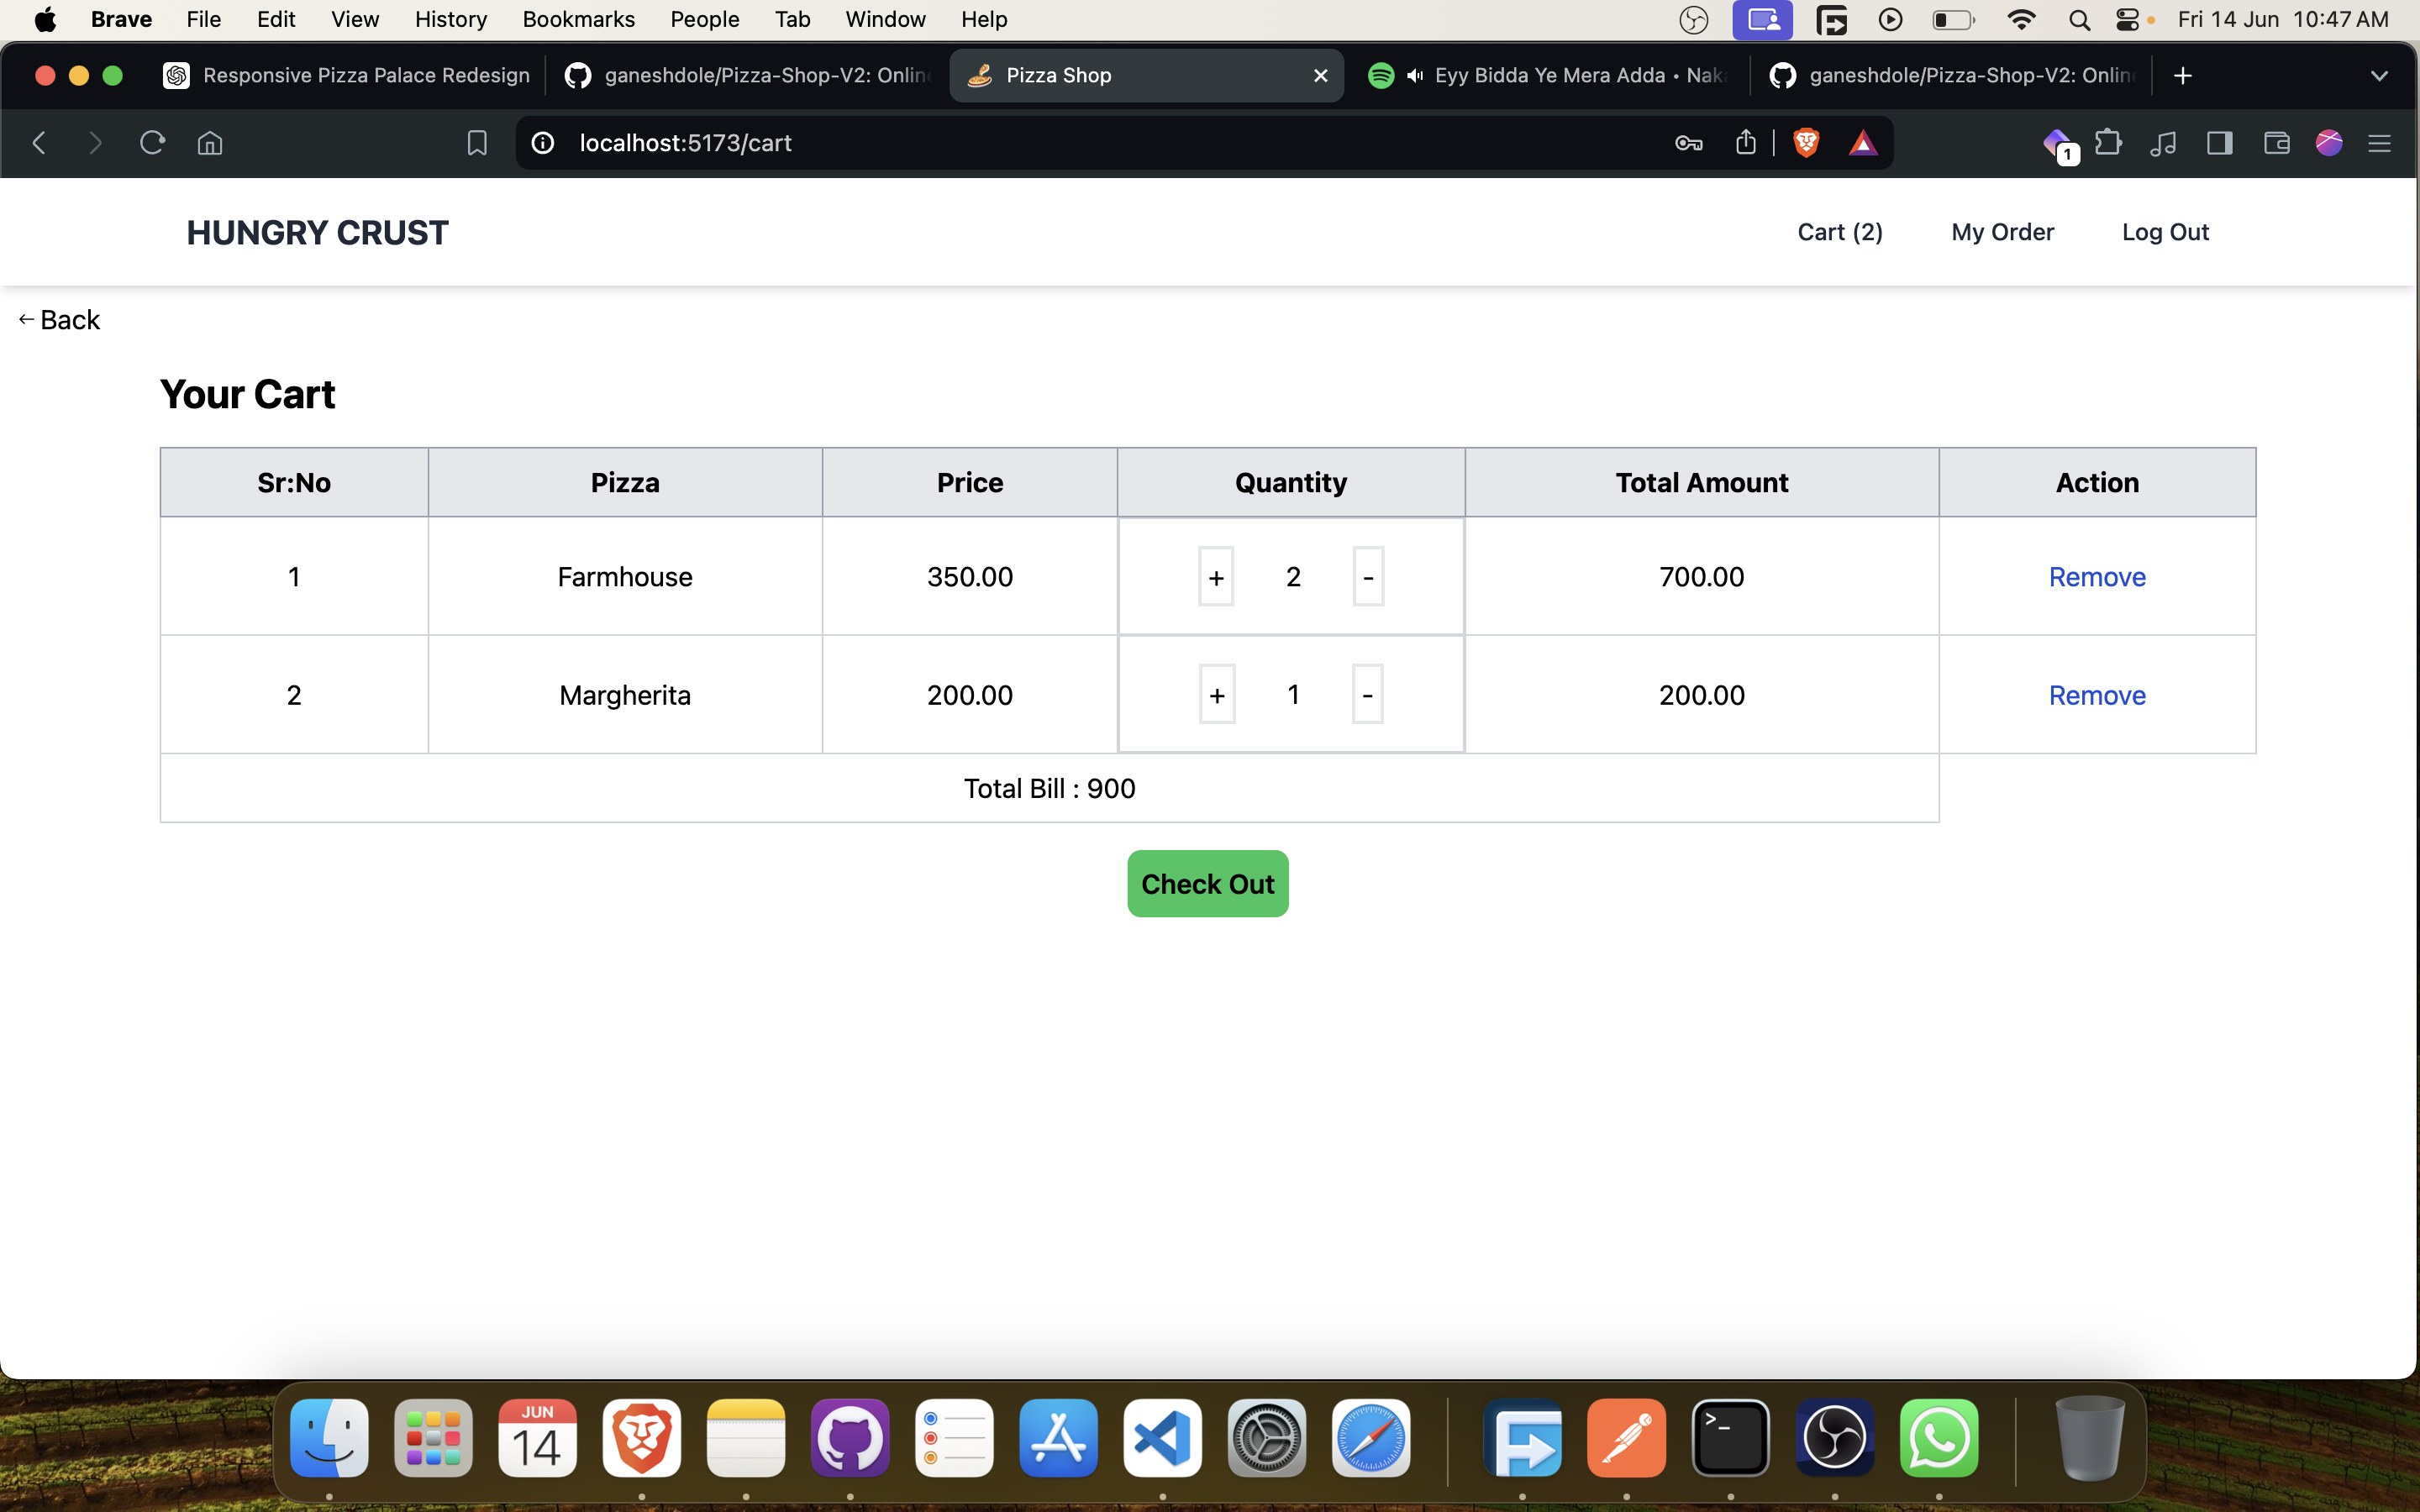 Brave File Edit View History Bookmarks People Tab Window Help Fri 14 Jun 10:47 AM
Responsive Pizza Palace Redesign ganeshdole/Pizza-Shop-V2: Onlin Pizza Shop Eyy Bidda Ye Mera Adda • Nak ganeshdole/Pizza-Shop-V2: Onlin
localhost:5173/cart 1
HUNGRY CRUST Cart (2) My Order Log Out
← Back
Your Cart
Sr:No Pizza Price Quantity Total Amount Action
1 Farmhouse 350.00 + 2 - 700.00 Remove
2 Margherita 200.00 + 1 - 200.00 Remove
Total Bill : 900
Check Out
JUN
14
>_